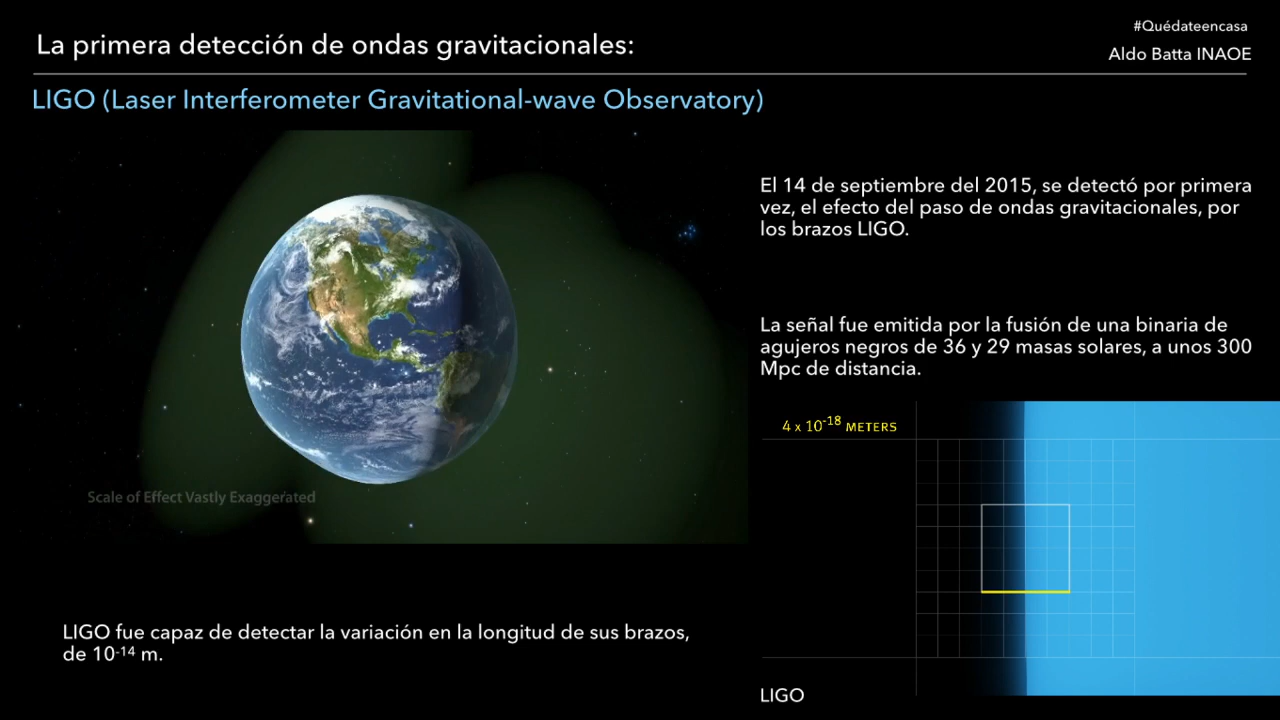 La primera detección de ondas gravitacionales:
#Quédateencasa
Aldo Batta INAOE
LIGO (Laser Interferometer Gravitational-wave Observatory)
El 14 de septiembre del 2015, se detectó por primera
vez, el efecto del paso de ondas gravitacionales, por
los brazos LIGO.
La señal fue emitida por la fusión de una binaria de
agujeros negros de 36 y 29 masas solares, a unos 300
Mpc de distancia.
4 x 10⁻¹⁸ METERS
Scale of Effect Vastly Exaggerated
LIGO fue capaz de detectar la variación en la longitud de sus brazos,
de 10⁻¹⁴ m.
LIGO